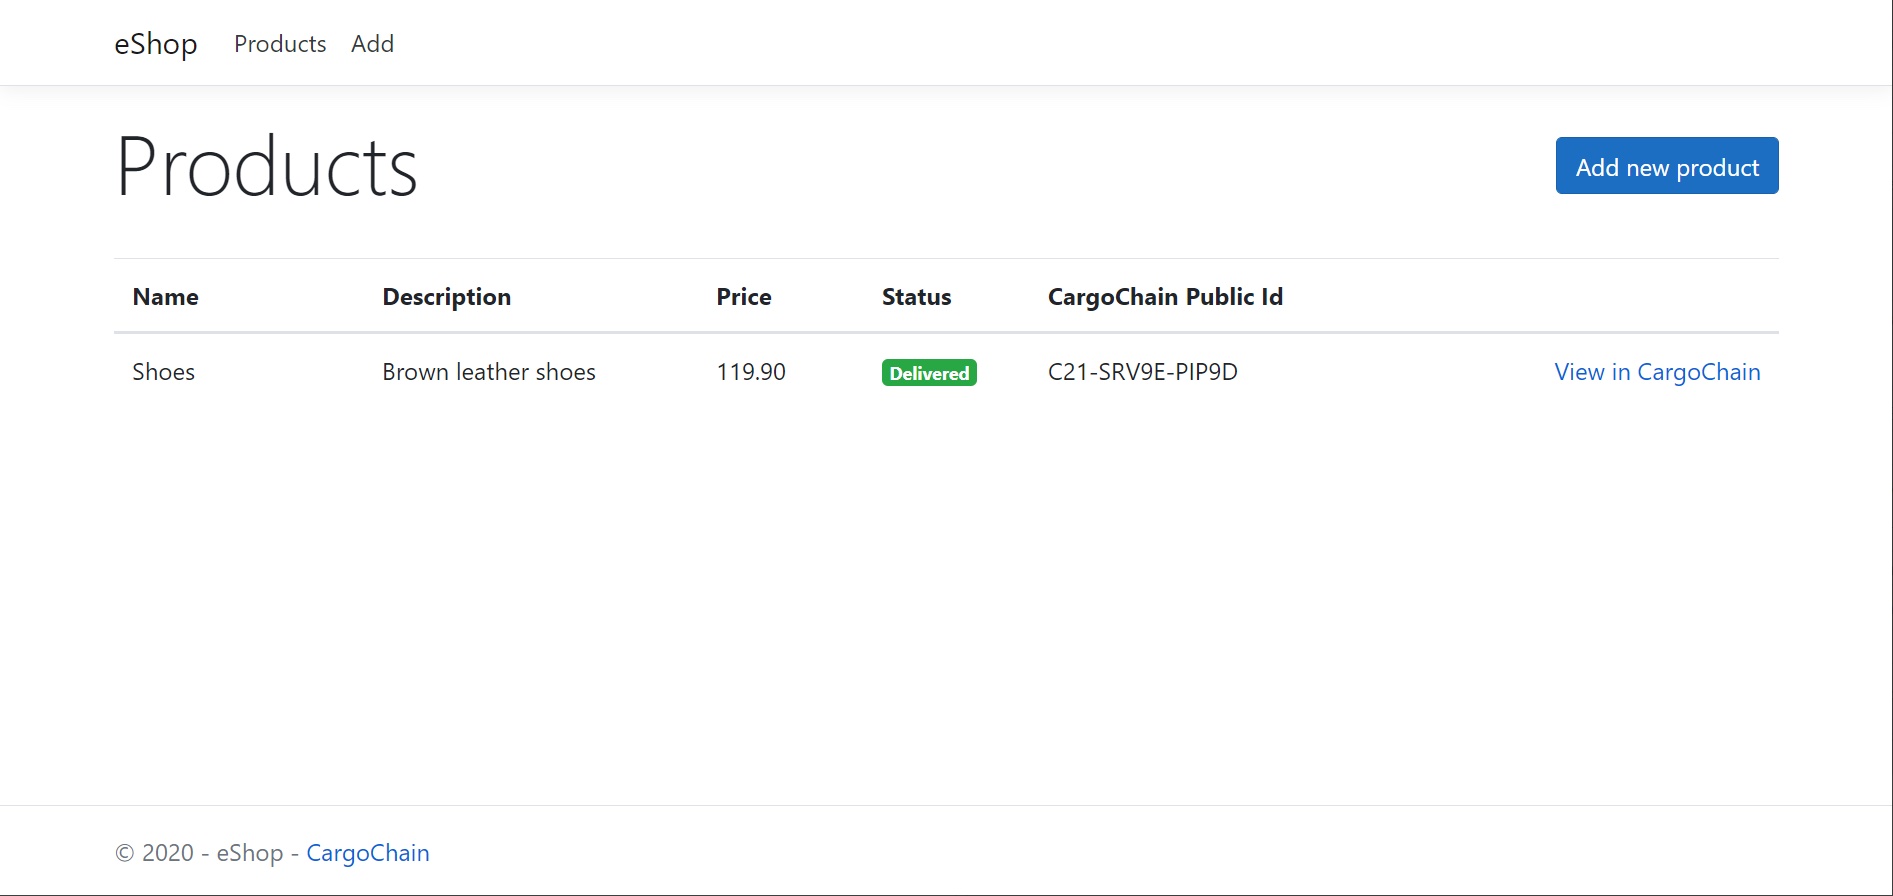 eShop Products Add
Products
Add new product
Name Description Price Status CargoChain Public Id
Shoes Brown leather shoes 119.90 Delivered C21-SRV9E-PIP9D View in CargoChain
© 2020 - eShop - CargoChain